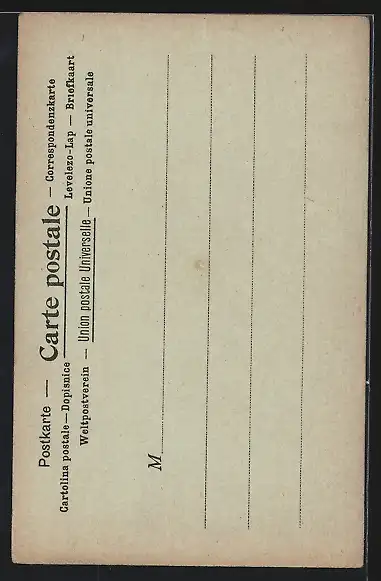 Postkarte — Carte postale — Correspondenzkarte
Cartolina postale — Dopisnice Levelezo-Lap — Briefkaart
Weltpostverein — Union postale Universelle — Unione postale universale
M